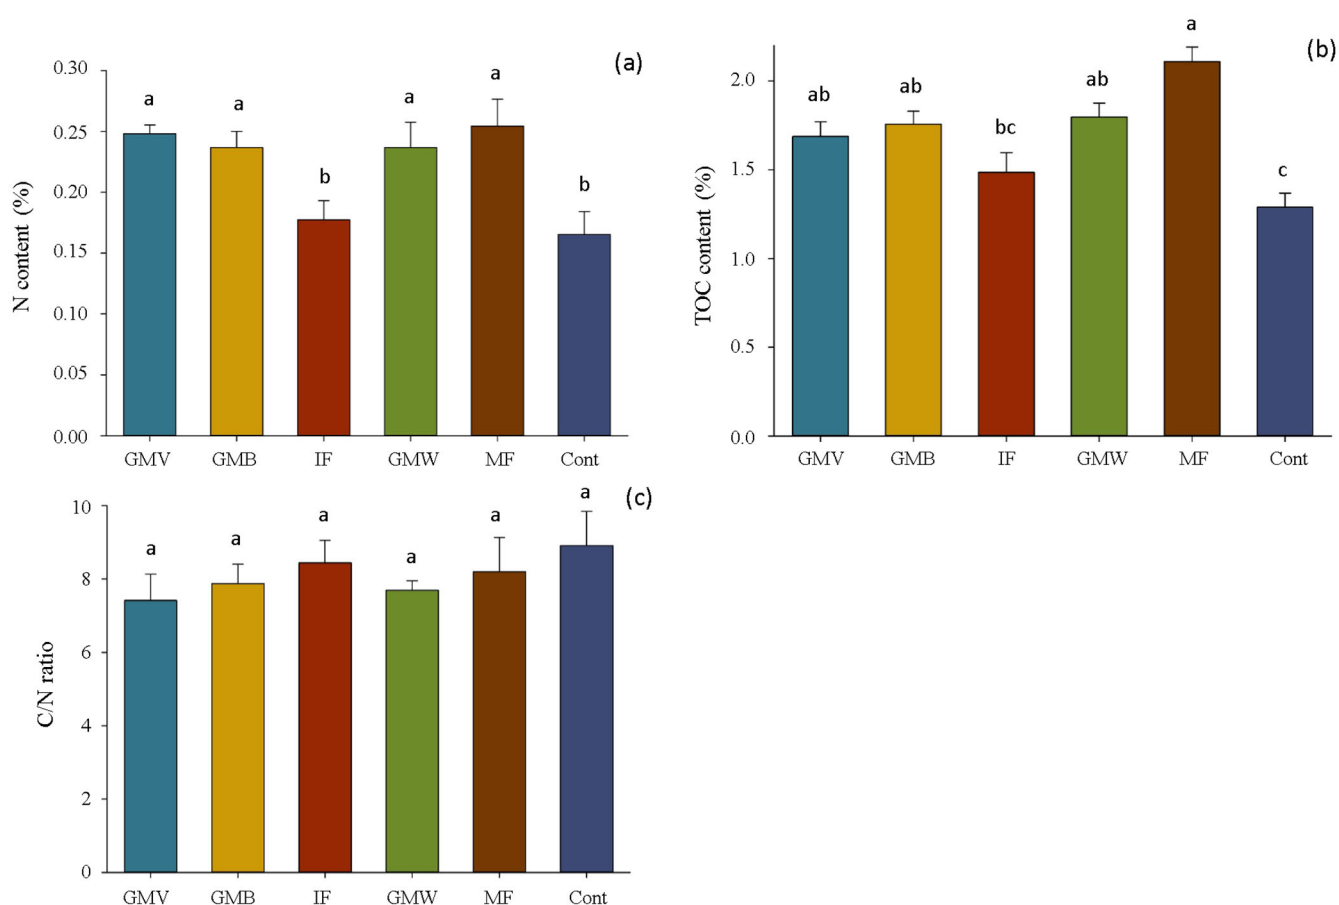 (a)
a a b a a b
N content (%)
0.30
0.25
0.20
0.15
0.10
0.05
0.00
GMV GMB IF GMW MF Cont
(b)
ab ab bc ab a c
TOC content (%)
2.0
1.5
1.0
0.5
0.0
GMV GMB IF GMW MF Cont
(c)
a a a a a a
C/N ratio
10
8
6
4
2
0
GMV GMB IF GMW MF Cont